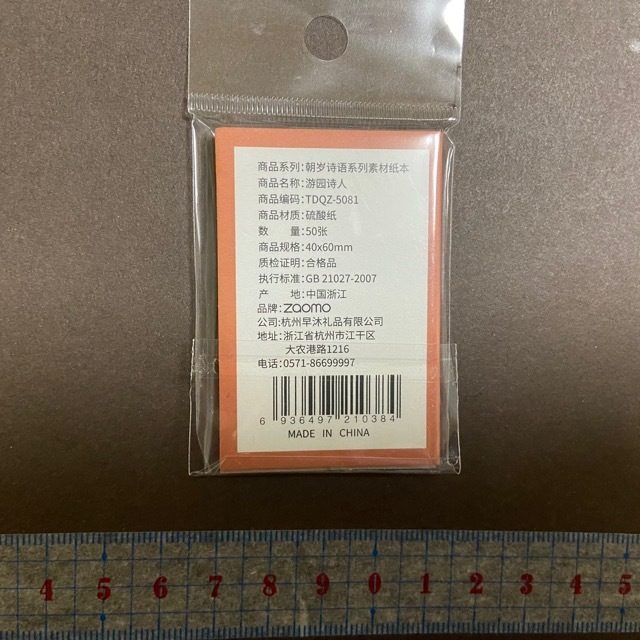 商品系列:朝岁诗语系列素材纸本
商品名称:游园诗人
商品编码:TDQZ-5081
商品材质:硫酸纸
数 量:50张
商品规格:40x60mm
质检证明:合格品
执行标准:GB 21027-2007
产 地:中国浙江
品牌:zaomo
公司:杭州早沐礼品有限公司
地址:浙江省杭州市江干区
大农港路1216
电话:0571-86699997
6 936497 210384
MADE IN CHINA
4 5 6 7 8 9 0 1 2 3 4 5